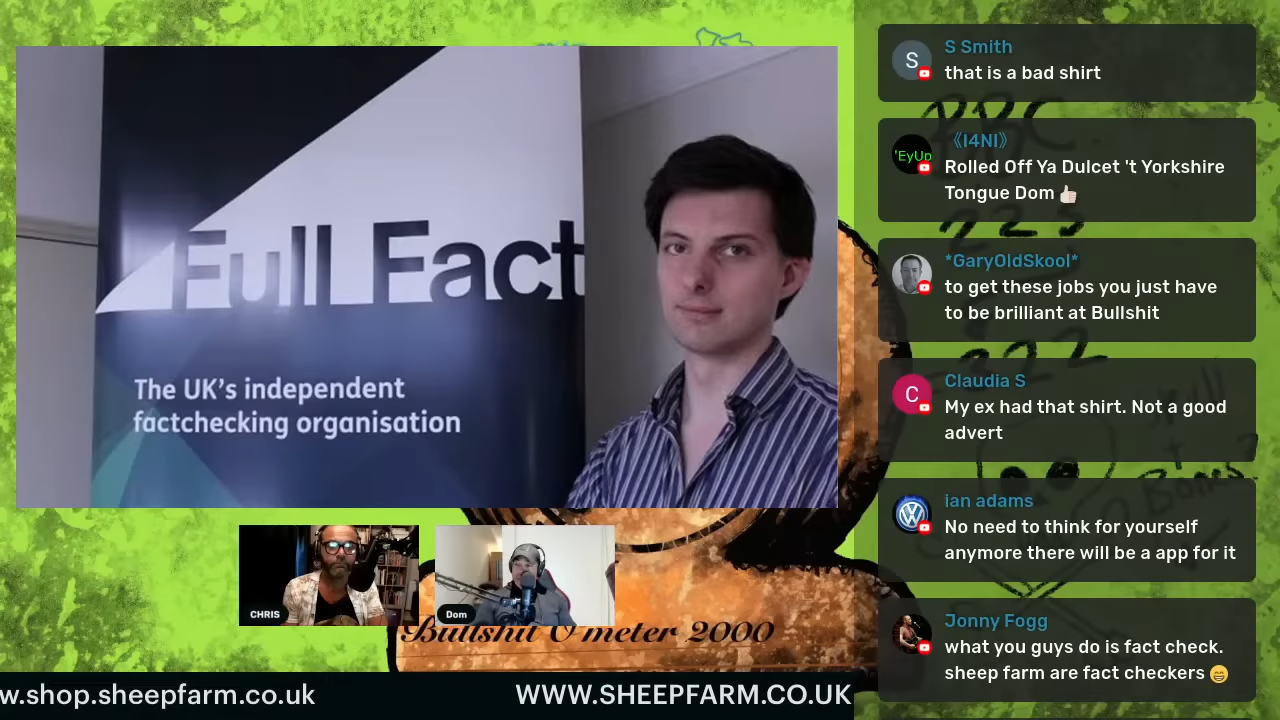 Full Fact
The UK's independent
factchecking organisation
CHRIS
Dom
Bullshit O meter 2000
w.shop.sheepfarm.co.uk
WWW.SHEEPFARM.CO.UK
S
S Smith
that is a bad shirt
'EyUp
《I4NI》
Rolled Off Ya Dulcet 't Yorkshire
Tongue Dom 👍🏻
*GaryOldSkool*
to get these jobs you just have
to be brilliant at Bullshit
C
Claudia S
My ex had that shirt. Not a good
advert
ian adams
No need to think for yourself
anymore there will be a app for it
Jonny Fogg
what you guys do is fact check.
sheep farm are fact checkers 😁